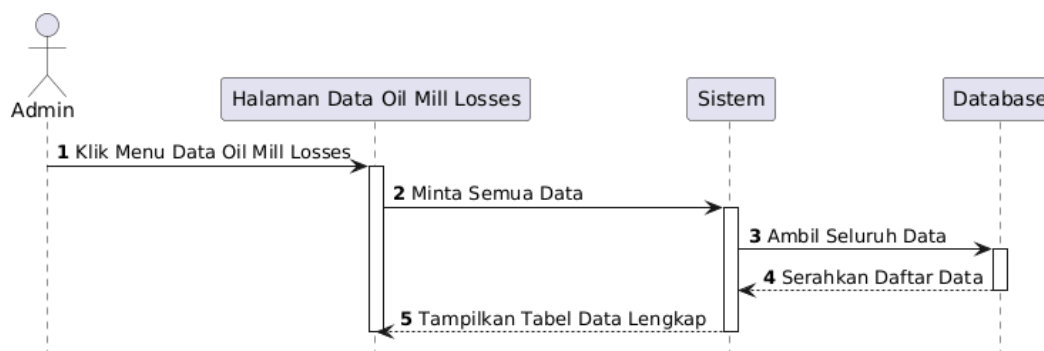 Admin
Halaman Data Oil Mill Losses
Sistem
Database
1 Klik Menu Data Oil Mill Losses
2 Minta Semua Data
3 Ambil Seluruh Data
4 Serahkan Daftar Data
5 Tampilkan Tabel Data Lengkap